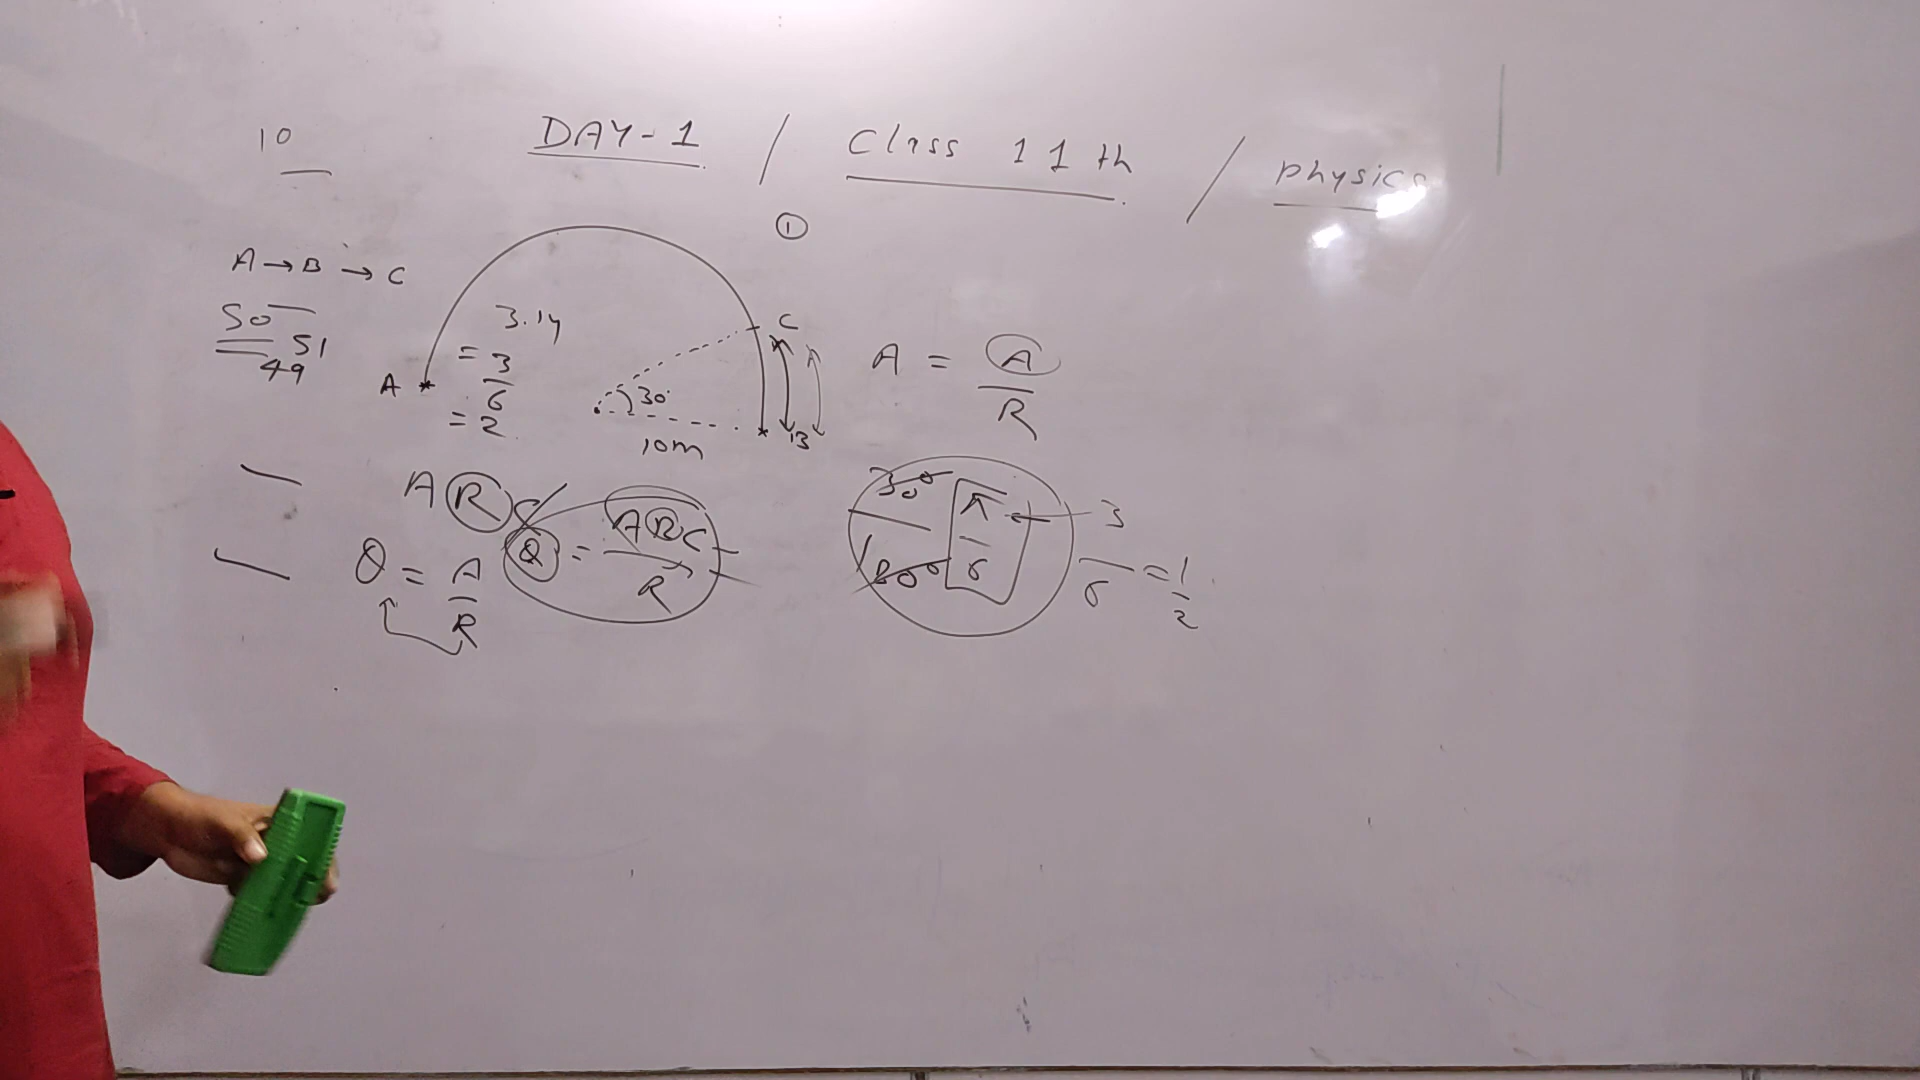 10
DAY-1 / Class 11th / physics
①
A → B → C
50
51
49
3.14
= 3
6
= 2
A
C
30°
10m
B
A = A
R
ARC
θ = A
R
θ = ARC
R
30°
180°
π
6
3
6
= 1
2